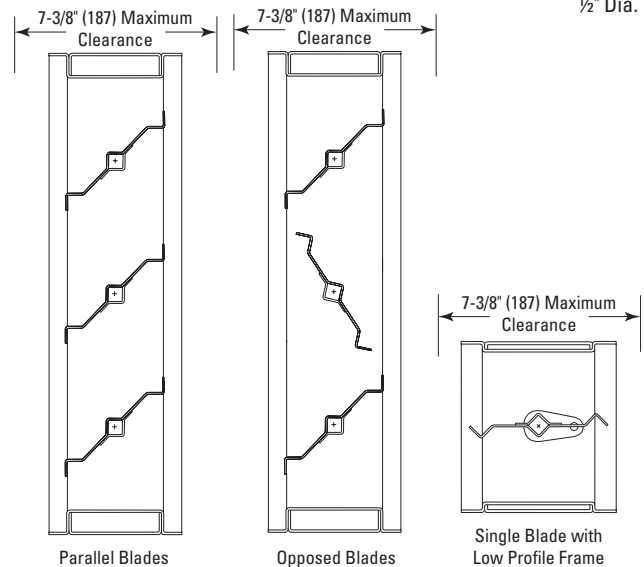 7-3/8" (187) Maximum
Clearance
7-3/8" (187) Maximum
Clearance
½" Dia.
7-3/8" (187) Maximum
Clearance
Parallel Blades
Opposed Blades
Single Blade with
Low Profile Frame